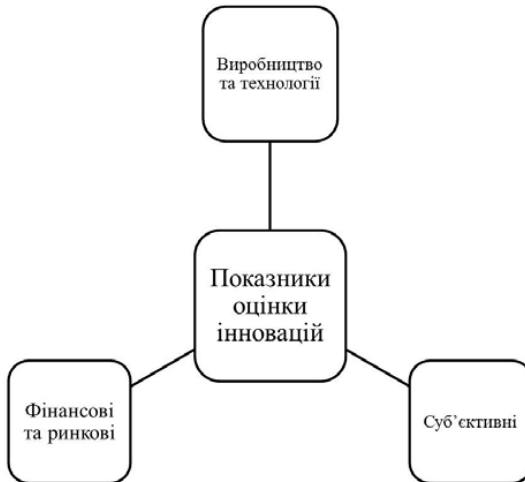 Виробництво
та технології
Показники
оцінки
інновацій
Фінансові
та ринкові
Суб’єктивні